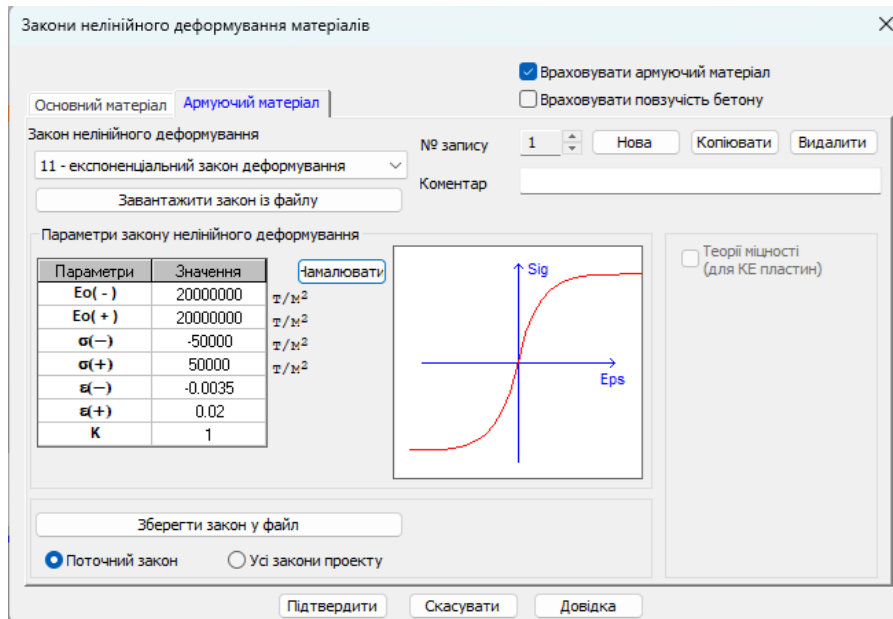 Закони нелінійного деформування матеріалів
Враховувати армуючий матеріал
Враховувати повзучість бетону
Основний матеріал Армуючий матеріал
Закон нелінійного деформування
11 - експоненціальний закон деформування
Завантажити закон із файлу
№ запису 1 Нова Копіювати Видалити
Коментар
Параметри закону нелінійного деформування
Параметри Значення
Eo( - ) 20000000 т/м²
Eo( + ) 20000000 т/м²
σ(−) -50000 т/м²
σ(+) 50000 т/м²
ε(−) -0.0035
ε(+) 0.02
K 1
Намалювати
Sig
Eps
Теорії міцності
(для КЕ пластин)
Зберегти закон у файл
Поточний закон Усі закони проекту
Підтвердити Скасувати Довідка